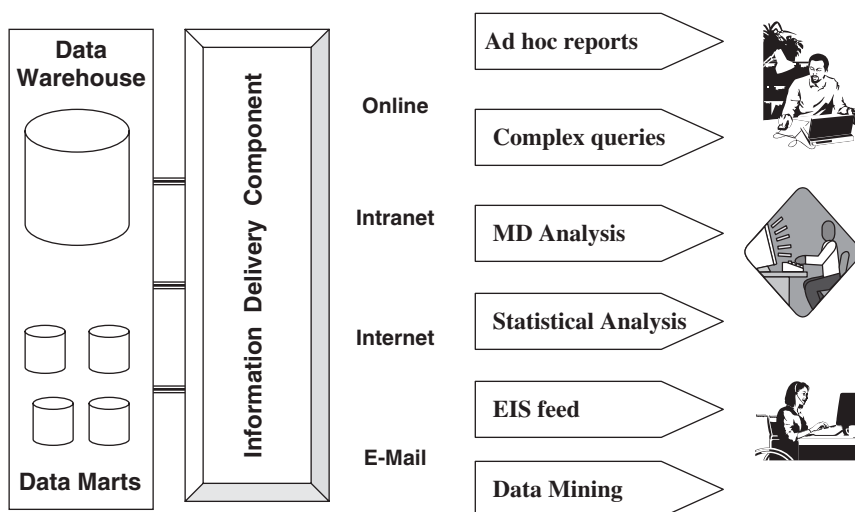 Data
Warehouse
Data Marts
Information Delivery Component
Online
Intranet
Internet
E-Mail
Ad hoc reports
Complex queries
MD Analysis
Statistical Analysis
EIS feed
Data Mining